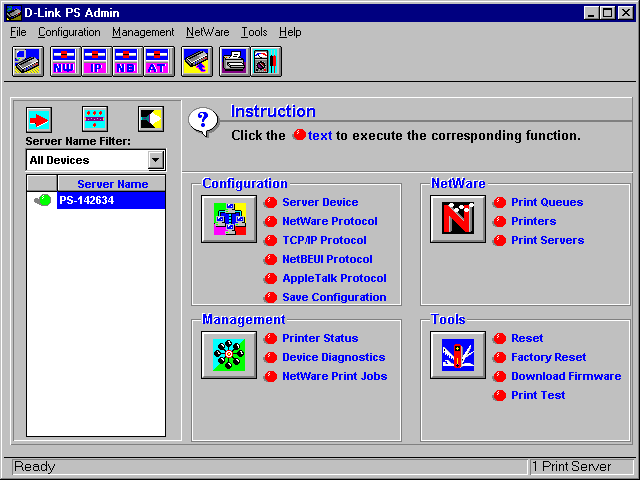 D-Link PS Admin
File Configuration Management NetWare Tools Help
NW IP NB AT
Instruction
Click the text to execute the corresponding function.
Server Name Filter:
All Devices
Server Name
PS-142634
Configuration
Server Device
NetWare Protocol
TCP/IP Protocol
NetBEUI Protocol
AppleTalk Protocol
Save Configuration
NetWare
Print Queues
Printers
Print Servers
Management
Printer Status
Device Diagnostics
NetWare Print Jobs
Tools
Reset
Factory Reset
Download Firmware
Print Test
Ready
1 Print Server